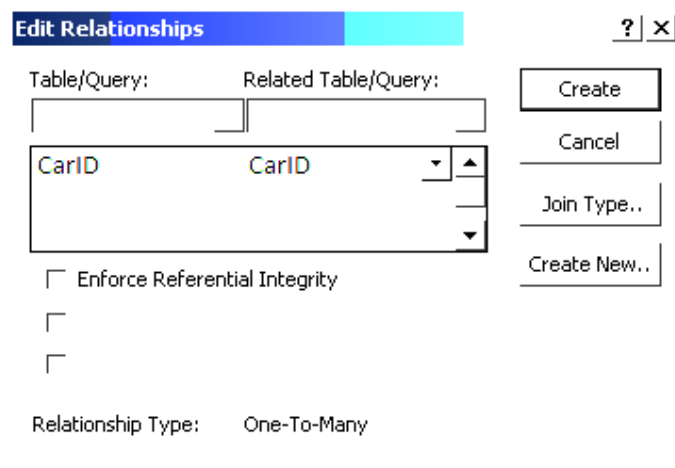 Edit Relationships ? ×
Table/Query: Related Table/Query:
Create
Cancel
CarID CarID
Join Type..
Create New..
Enforce Referential Integrity
Relationship Type: One-To-Many